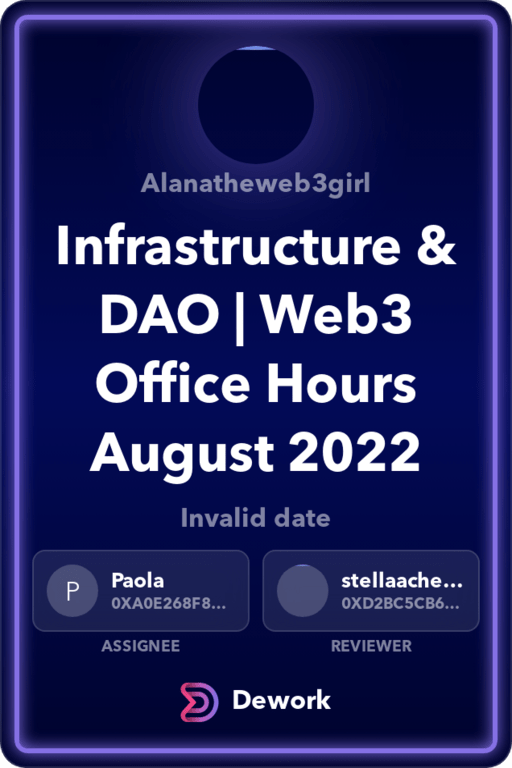 Alanatheweb3girl
Infrastructure &
DAO | Web3
Office Hours
August 2022
Invalid date
P
Paola
0XA0E268F8...
stellaache...
0XD2BC5CB6...
ASSIGNEE
REVIEWER
Dework